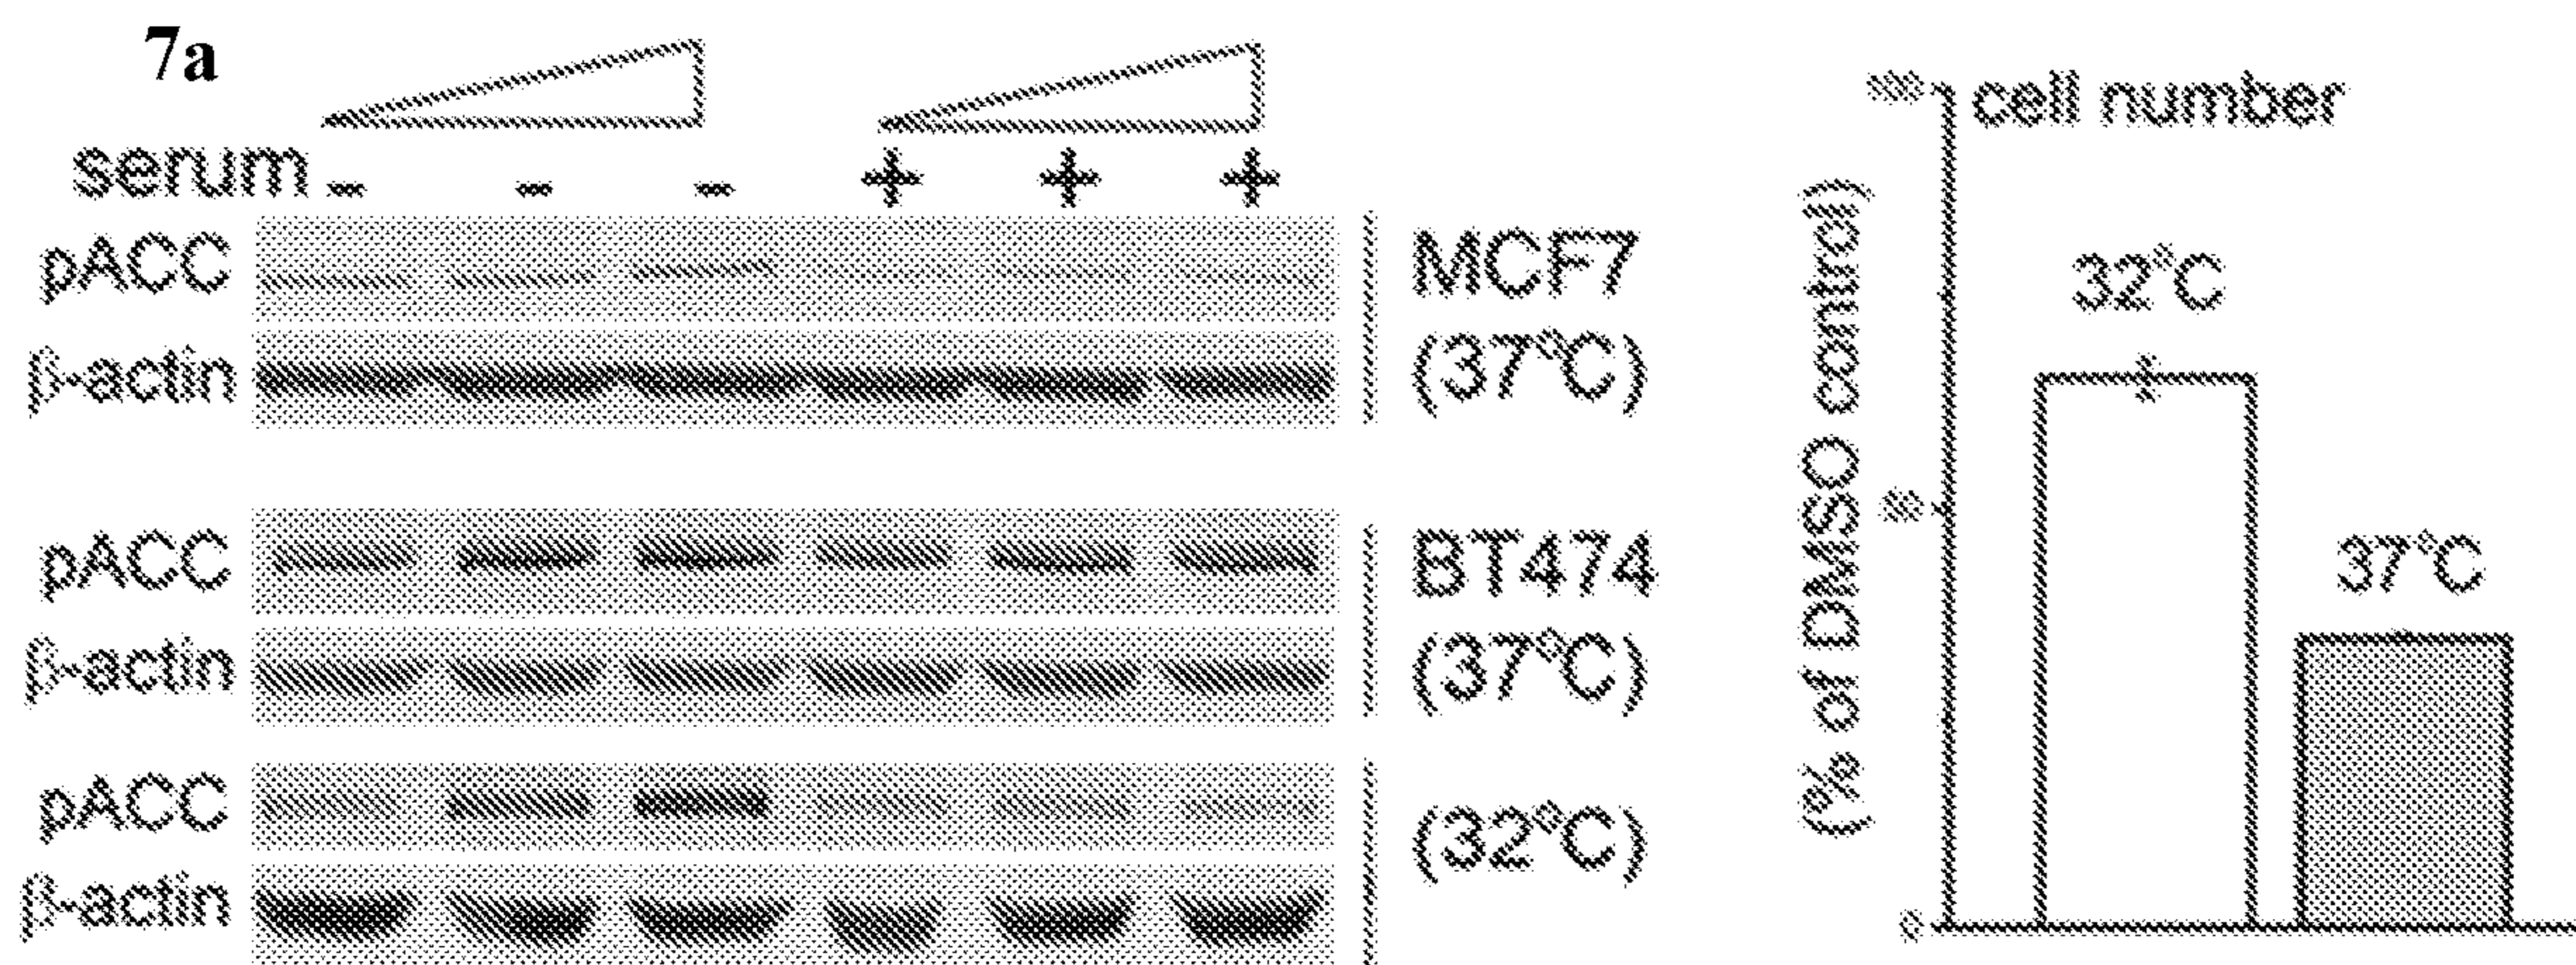 7a
serum - - - + + +
pACC
β-actin
MCF7
(37°C)
pACC
β-actin
BT474
(37°C)
pACC
β-actin
(32°C)
cell number
(% of DMSO control)
32°C
37°C
0